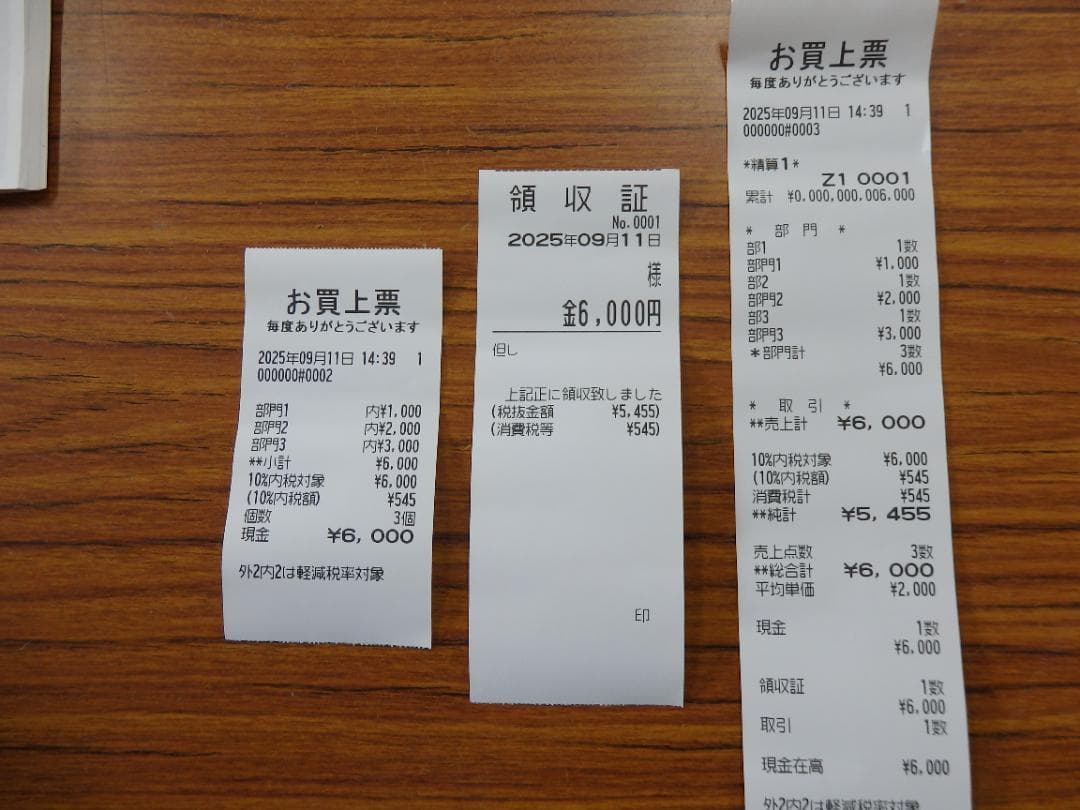 お買上票
毎度ありがとうございます
2025年09月11日 14:39 1
000000#0002
部門1 内¥1,000
部門2 内¥2,000
部門3 内¥3,000
**小計 ¥6,000
10%内税対象 ¥6,000
(10%内税額) ¥545
個数 3個
現金 ¥6,000
外2内2は軽減税率対象
領収証
No.0001
2025年09月11日
様
金6,000円
但し
上記正に領収致しました
(税抜金額 ¥5,455)
(消費税等 ¥545)
印
お買上票
毎度ありがとうございます
2025年09月11日 14:39 1
000000#0003
*精算1*
Z1 0001
累計 ¥0,000,000,006,000
* 部門 *
部1 1数
部門1 ¥1,000
部2 1数
部門2 ¥2,000
部3 1数
部門3 ¥3,000
*部門計 3数
¥6,000
* 取引 *
**売上計 ¥6,000
10%内税対象 ¥6,000
(10%内税額) ¥545
消費税計 ¥545
**純計 ¥5,455
売上点数 3数
**総合計 ¥6,000
平均単価 ¥2,000
現金 1数
¥6,000
領収証 1数
¥6,000
取引 1数
現金在高 ¥6,000
外2内2は軽減税率対象